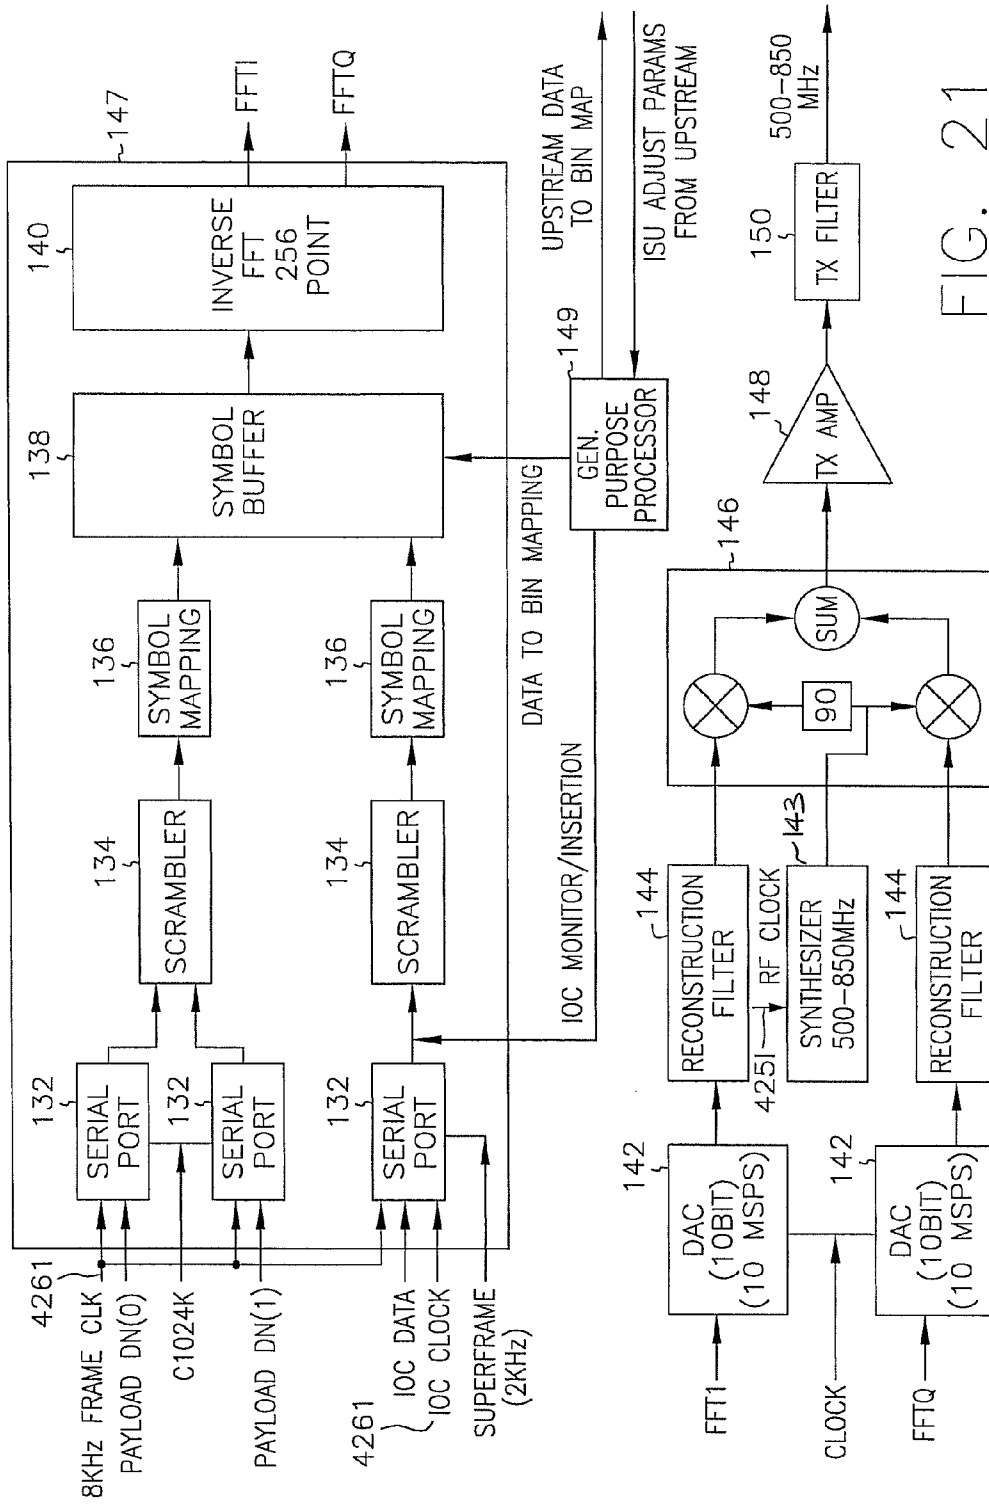 147
FFTI
FFTQ
140
INVERSE
FFT
256
POINT
138
SYMBOL
BUFFER
136
SYMBOL
MAPPING
136
SYMBOL
MAPPING
134
SCRAMBLER
134
SCRAMBLER
132
SERIAL
PORT
132
SERIAL
PORT
132
SERIAL
PORT
4261
8KHz FRAME CLK
PAYLOAD DN(0)
C1024K
PAYLOAD DN(1)
4261
IOC DATA
IOC CLOCK
SUPERFRAME
(2KHz)
DATA TO BIN MAPPING
IOC MONITOR/INSERTION
149
GEN.
PURPOSE
PROCESSOR
UPSTREAM DATA
TO BIN MAP
ISU ADJUST PARAMS
FROM UPSTREAM
FFT1
CLOCK
FFTQ
142
DAC
(10BIT)
(10 MSPS)
142
DAC
(10BIT)
(10 MSPS)
144
RECONSTRUCTION
FILTER
4251
RF CLOCK
143
SYNTHESIZER
500-850MHz
144
RECONSTRUCTION
FILTER
146
90
SUM
148
TX AMP
150
TX FILTER
500-850
MHz
FIG. 21